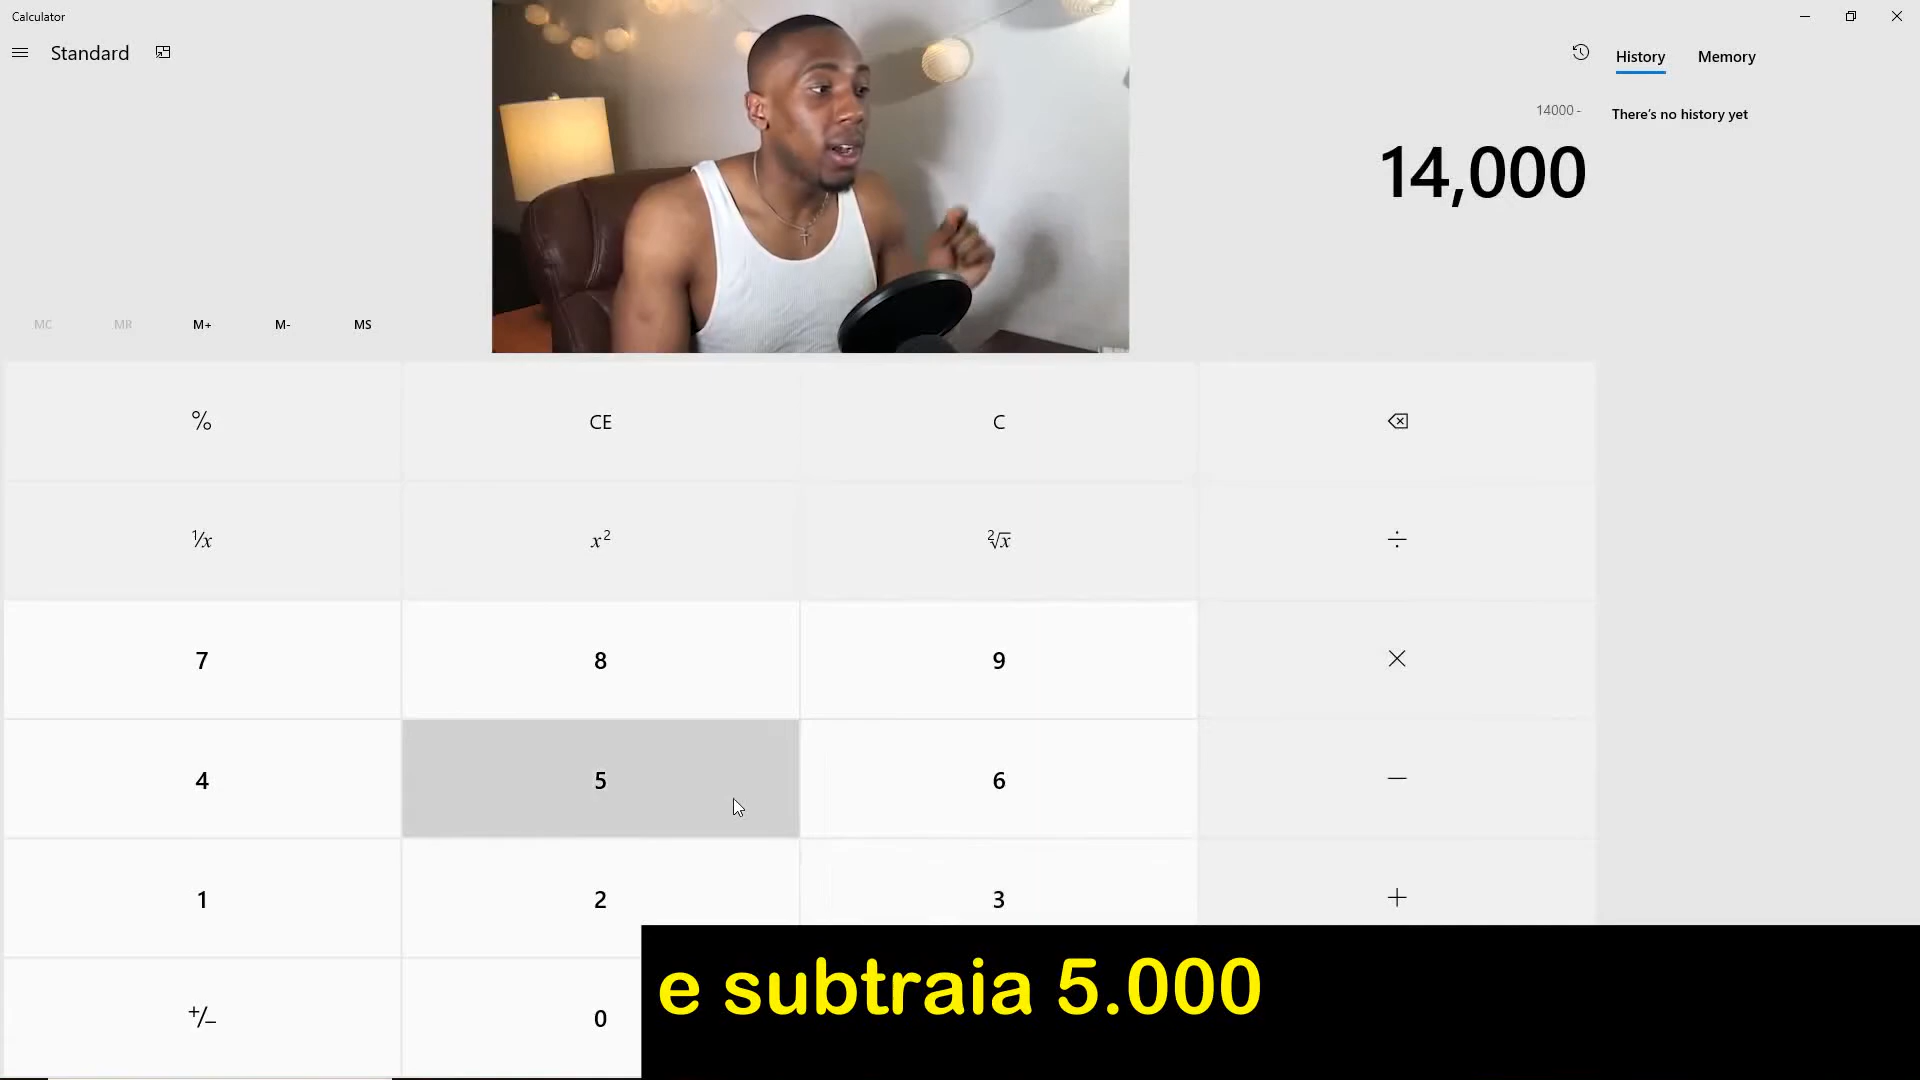 Calculator
Standard
History
Memory
14000 -
There's no history yet
14,000
MC MR M+ M- MS
% CE C
1/x x² ²√x ÷
7 8 9 ×
4 5 6 −
1 2 3 +
+/− 0
e subtraia 5.000